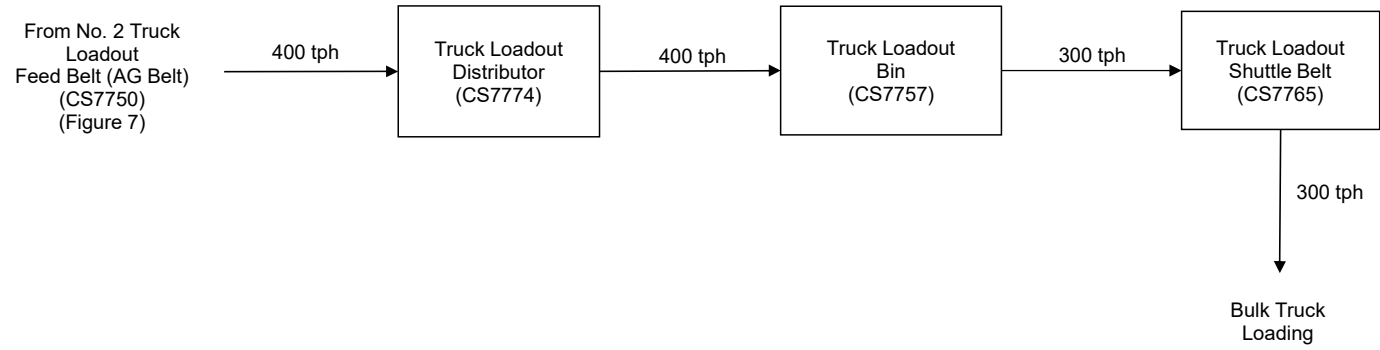 From No. 2 Truck
Loadout
Feed Belt (AG Belt)
(CS7750)
(Figure 7)
400 tph
Truck Loadout
Distributor
(CS7774)
400 tph
Truck Loadout
Bin
(CS7757)
300 tph
Truck Loadout
Shuttle Belt
(CS7765)
300 tph
Bulk Truck
Loading